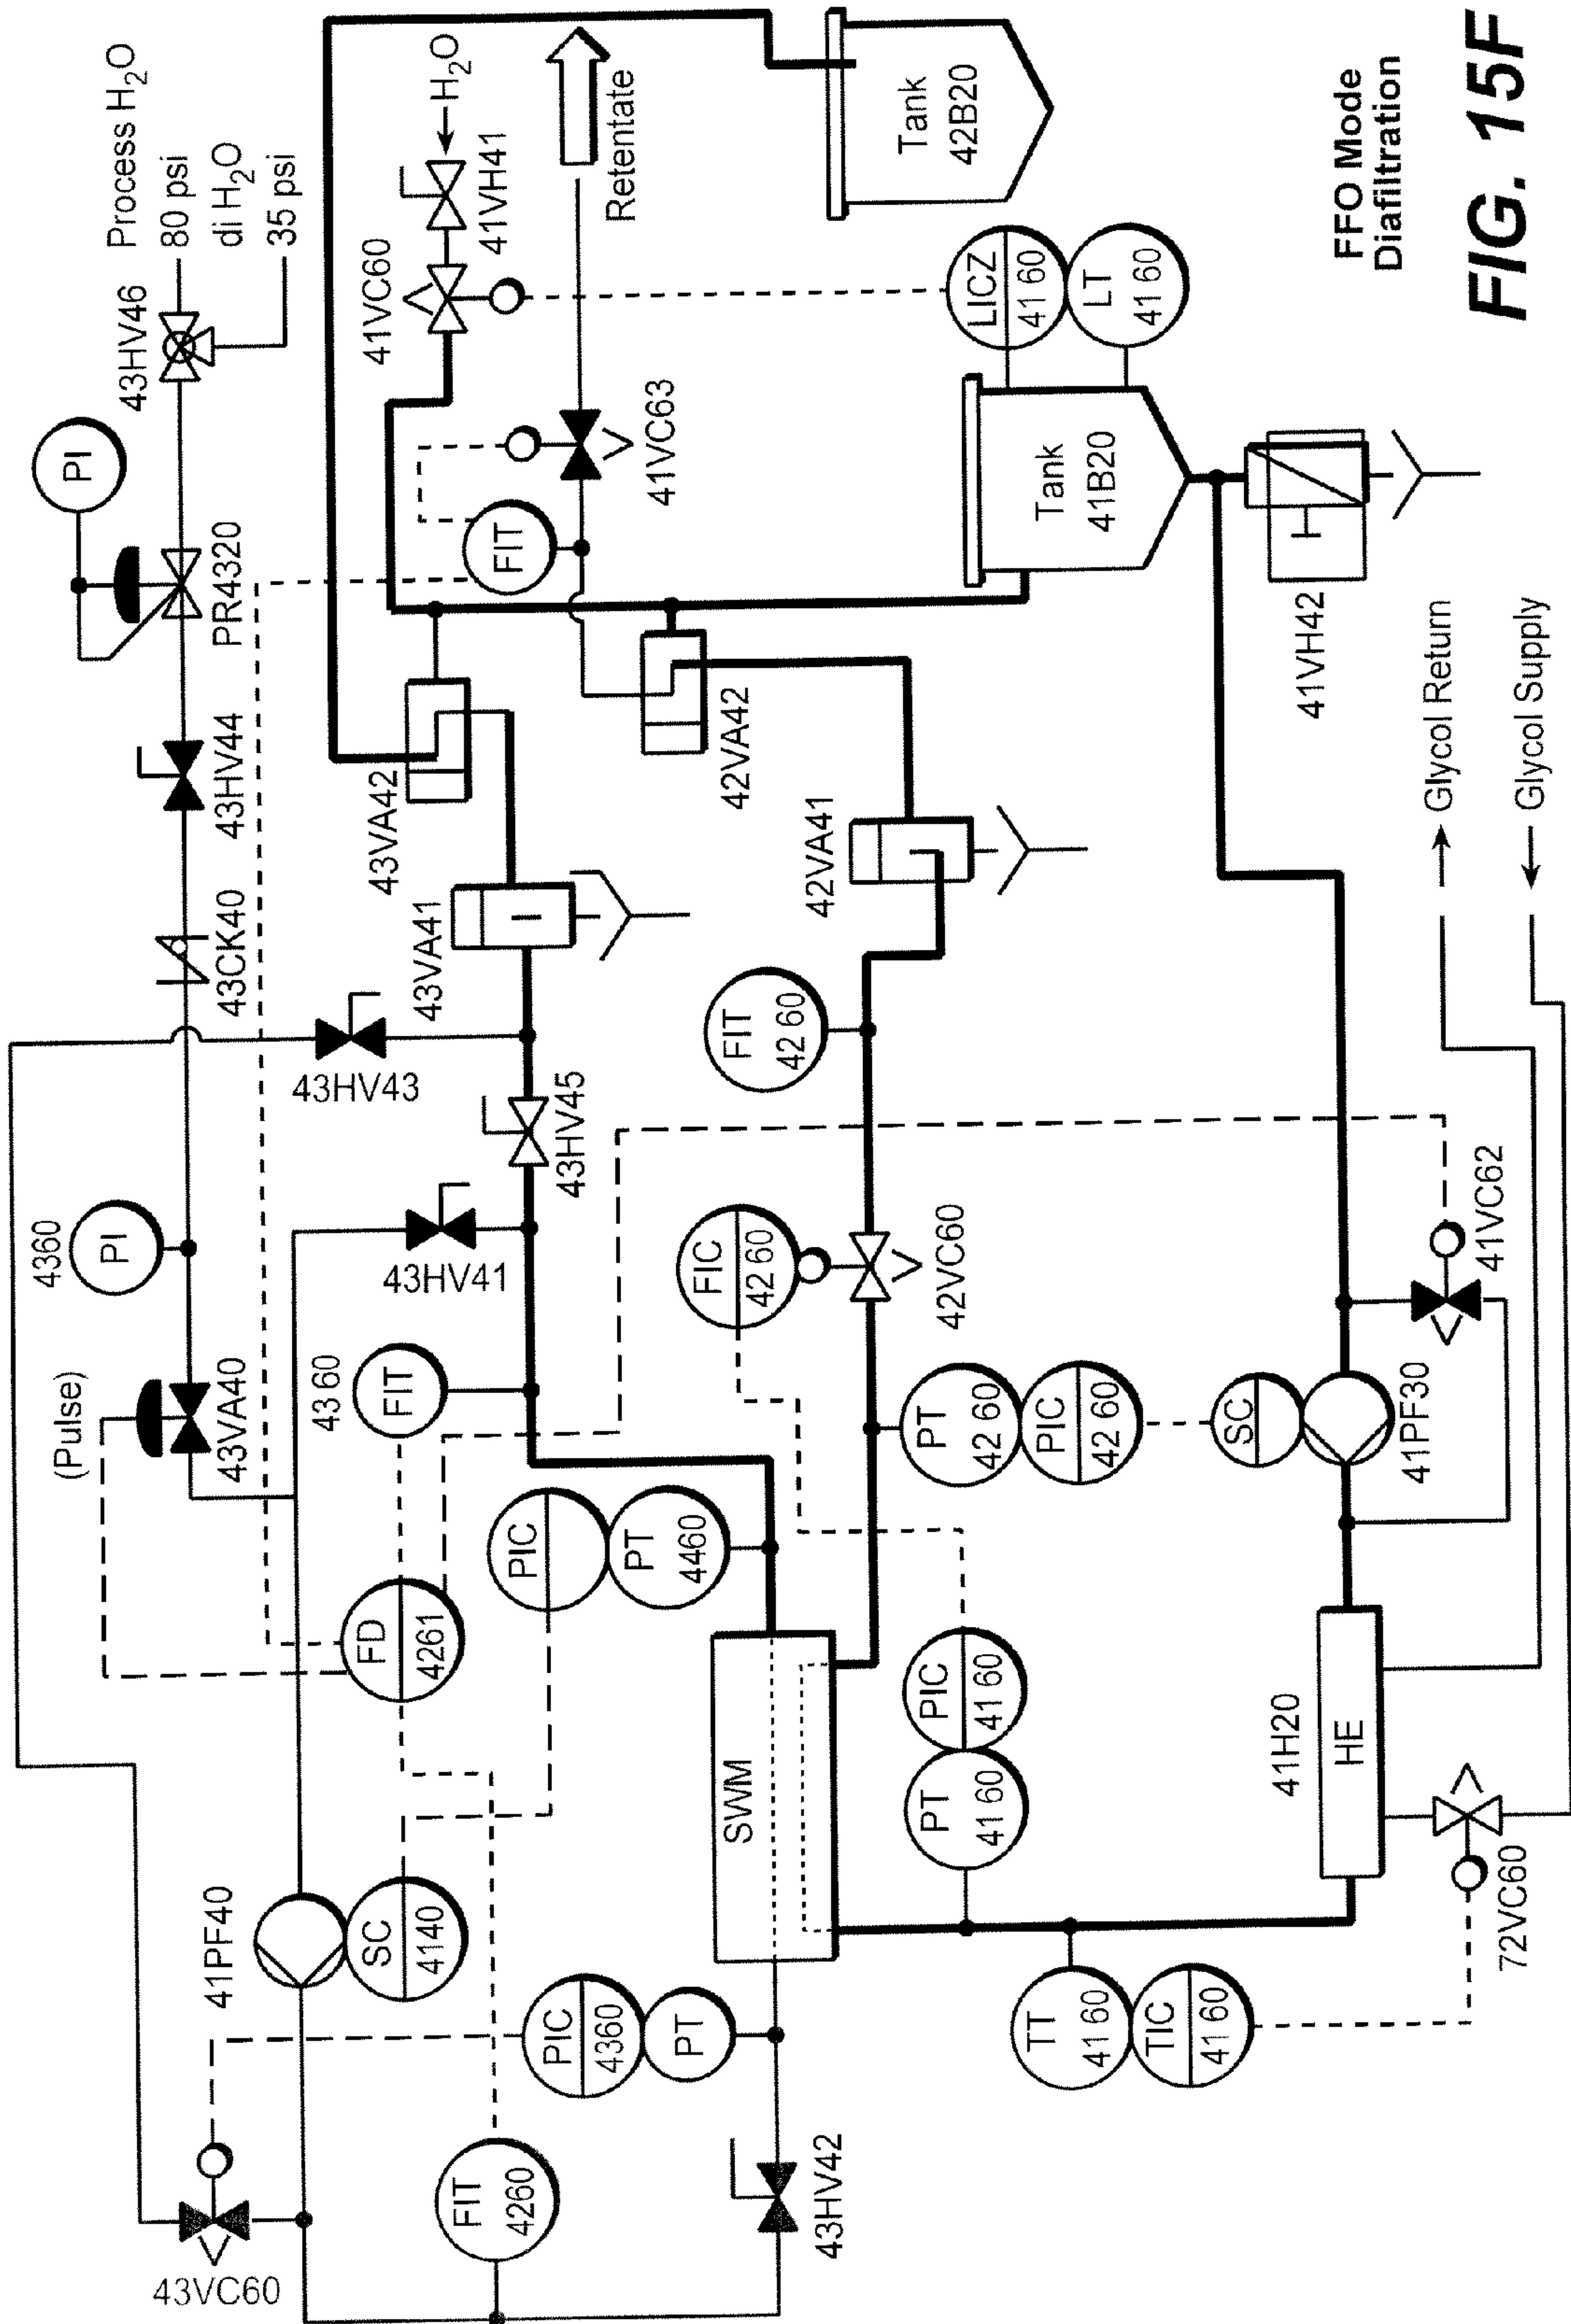 Process H₂O
80 psi
di H₂O
35 psi
43HV46
PI
PR4320
43HV44
43CK40
4360
PI
(Pulse)
43VA40
H₂O
41VH41
41VC60
Retentate
41VC63
FIT
Tank
42B20
43VA42
42VA42
43VA41
43HV43
43HV45
43HV41
43 60
FIT
FD
4261
41PF40
SC
4140
43VC60
FIT
4260
PIC
4360
PT
43HV42
PIC
PT
4460
SWM
LICZ
41 60
LT
41 60
Tank
41B20
41VH42
42VA41
FIT
42 60
FIC
42 60
42VC60
PT
42 60
PIC
42 60
SC
41PF30
41VC62
PIC
41 60
PT
41 60
TT
41 60
TIC
41 60
41H20
HE
72VC60
Glycol Return
Glycol Supply
FFO Mode
Diafiltration
FIG. 15F